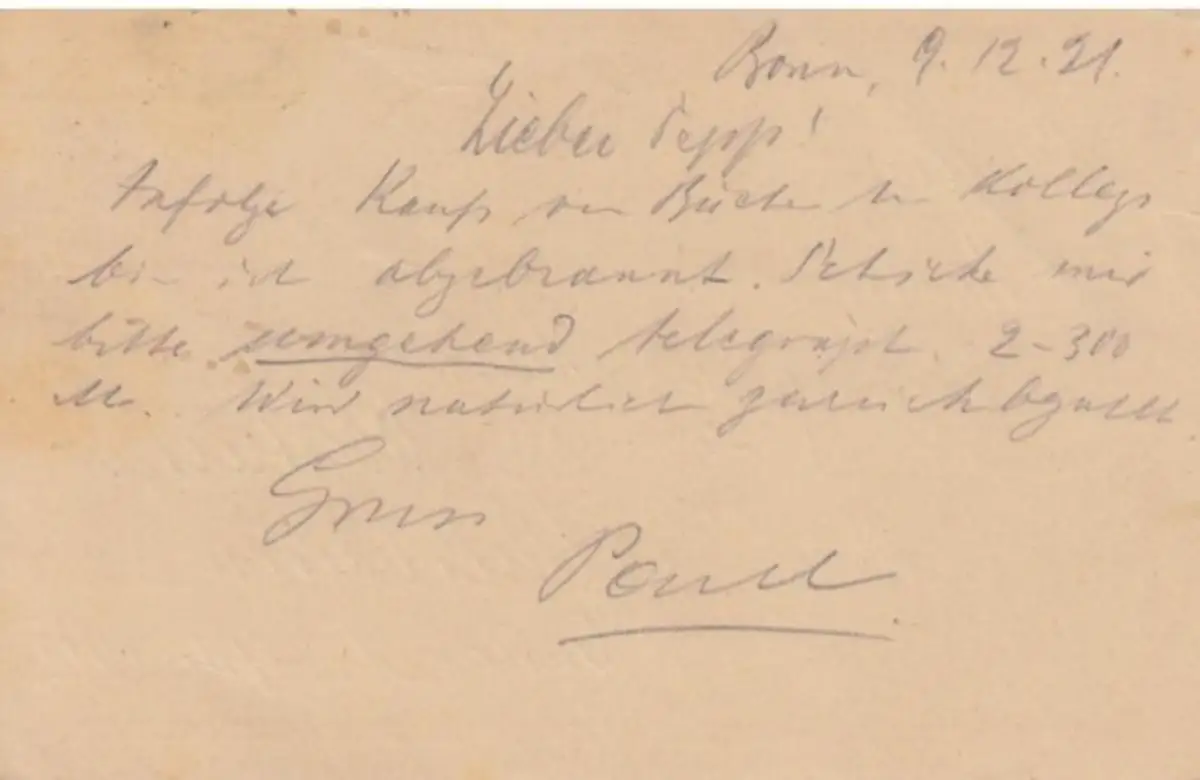 Bonn, 9.12.21.
Lieber Sepp!
Infolge Kaufs von Büchern u. Kollegs
bin ich abgebrannt. Schicke mir
bitte umgehend telegraph. 2-300
M. Wird natürlich zurückbezahlt.
Gruss
Paul